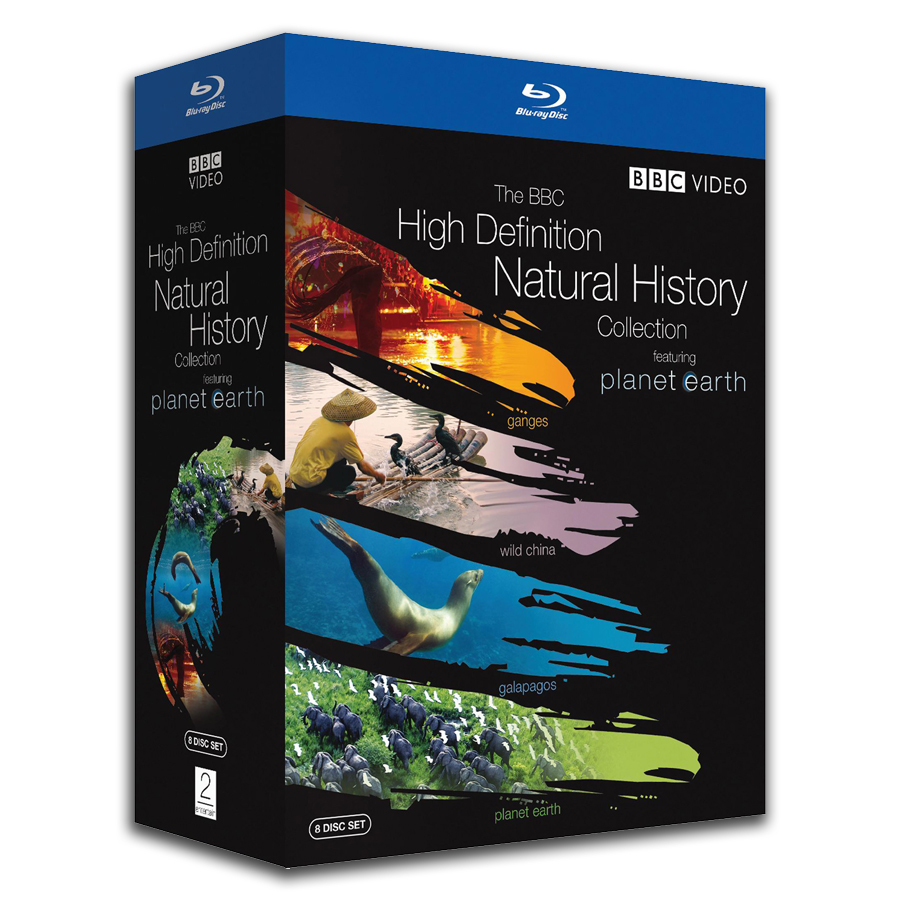 Blu-ray Disc
BBC
VIDEO
The BBC
High Definition
Natural
History
Collection
featuring
planet earth
8 DISC SET
2
entertain
Blu-ray Disc™
BBC VIDEO
The BBC
High Definition
Natural History
Collection
featuring
planet earth
ganges
wild china
galapagos
planet earth
8 DISC SET